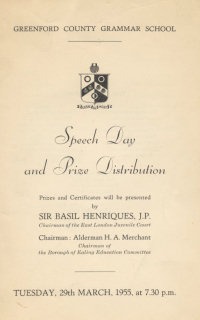 GREENFORD COUNTY GRAMMAR SCHOOL
Speech Day
and Prize Distribution
Prizes and Certificates will be presented
by
SIR BASIL HENRIQUES, J.P.
Chairman of the East London Juvenile Court
Chairman: Alderman H. A. Merchant
Chairman of
the Borough of Ealing Education Committee
TUESDAY, 29th MARCH, 1955, at 7.30 p.m.